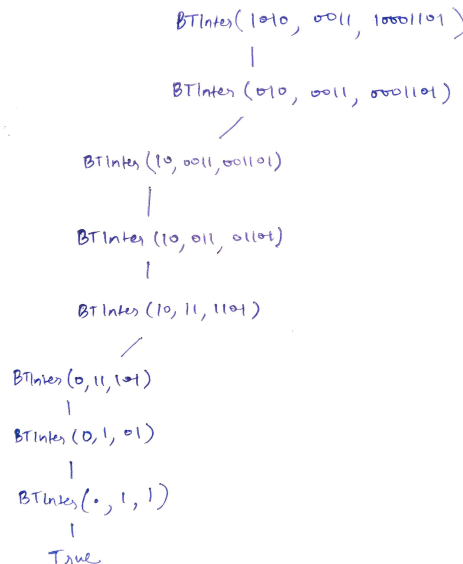 BTInter(1010, 0011, 10001101)
BTInter (010, 0011, 0001101)
BTInter (10, 0011, 001101)
BTInter (10, 011, 01101)
BTInter (10, 11, 1101)
BTInter (0, 11, 101)
BTInter (0, 1, 01)
BTInter (., 1, 1)
True